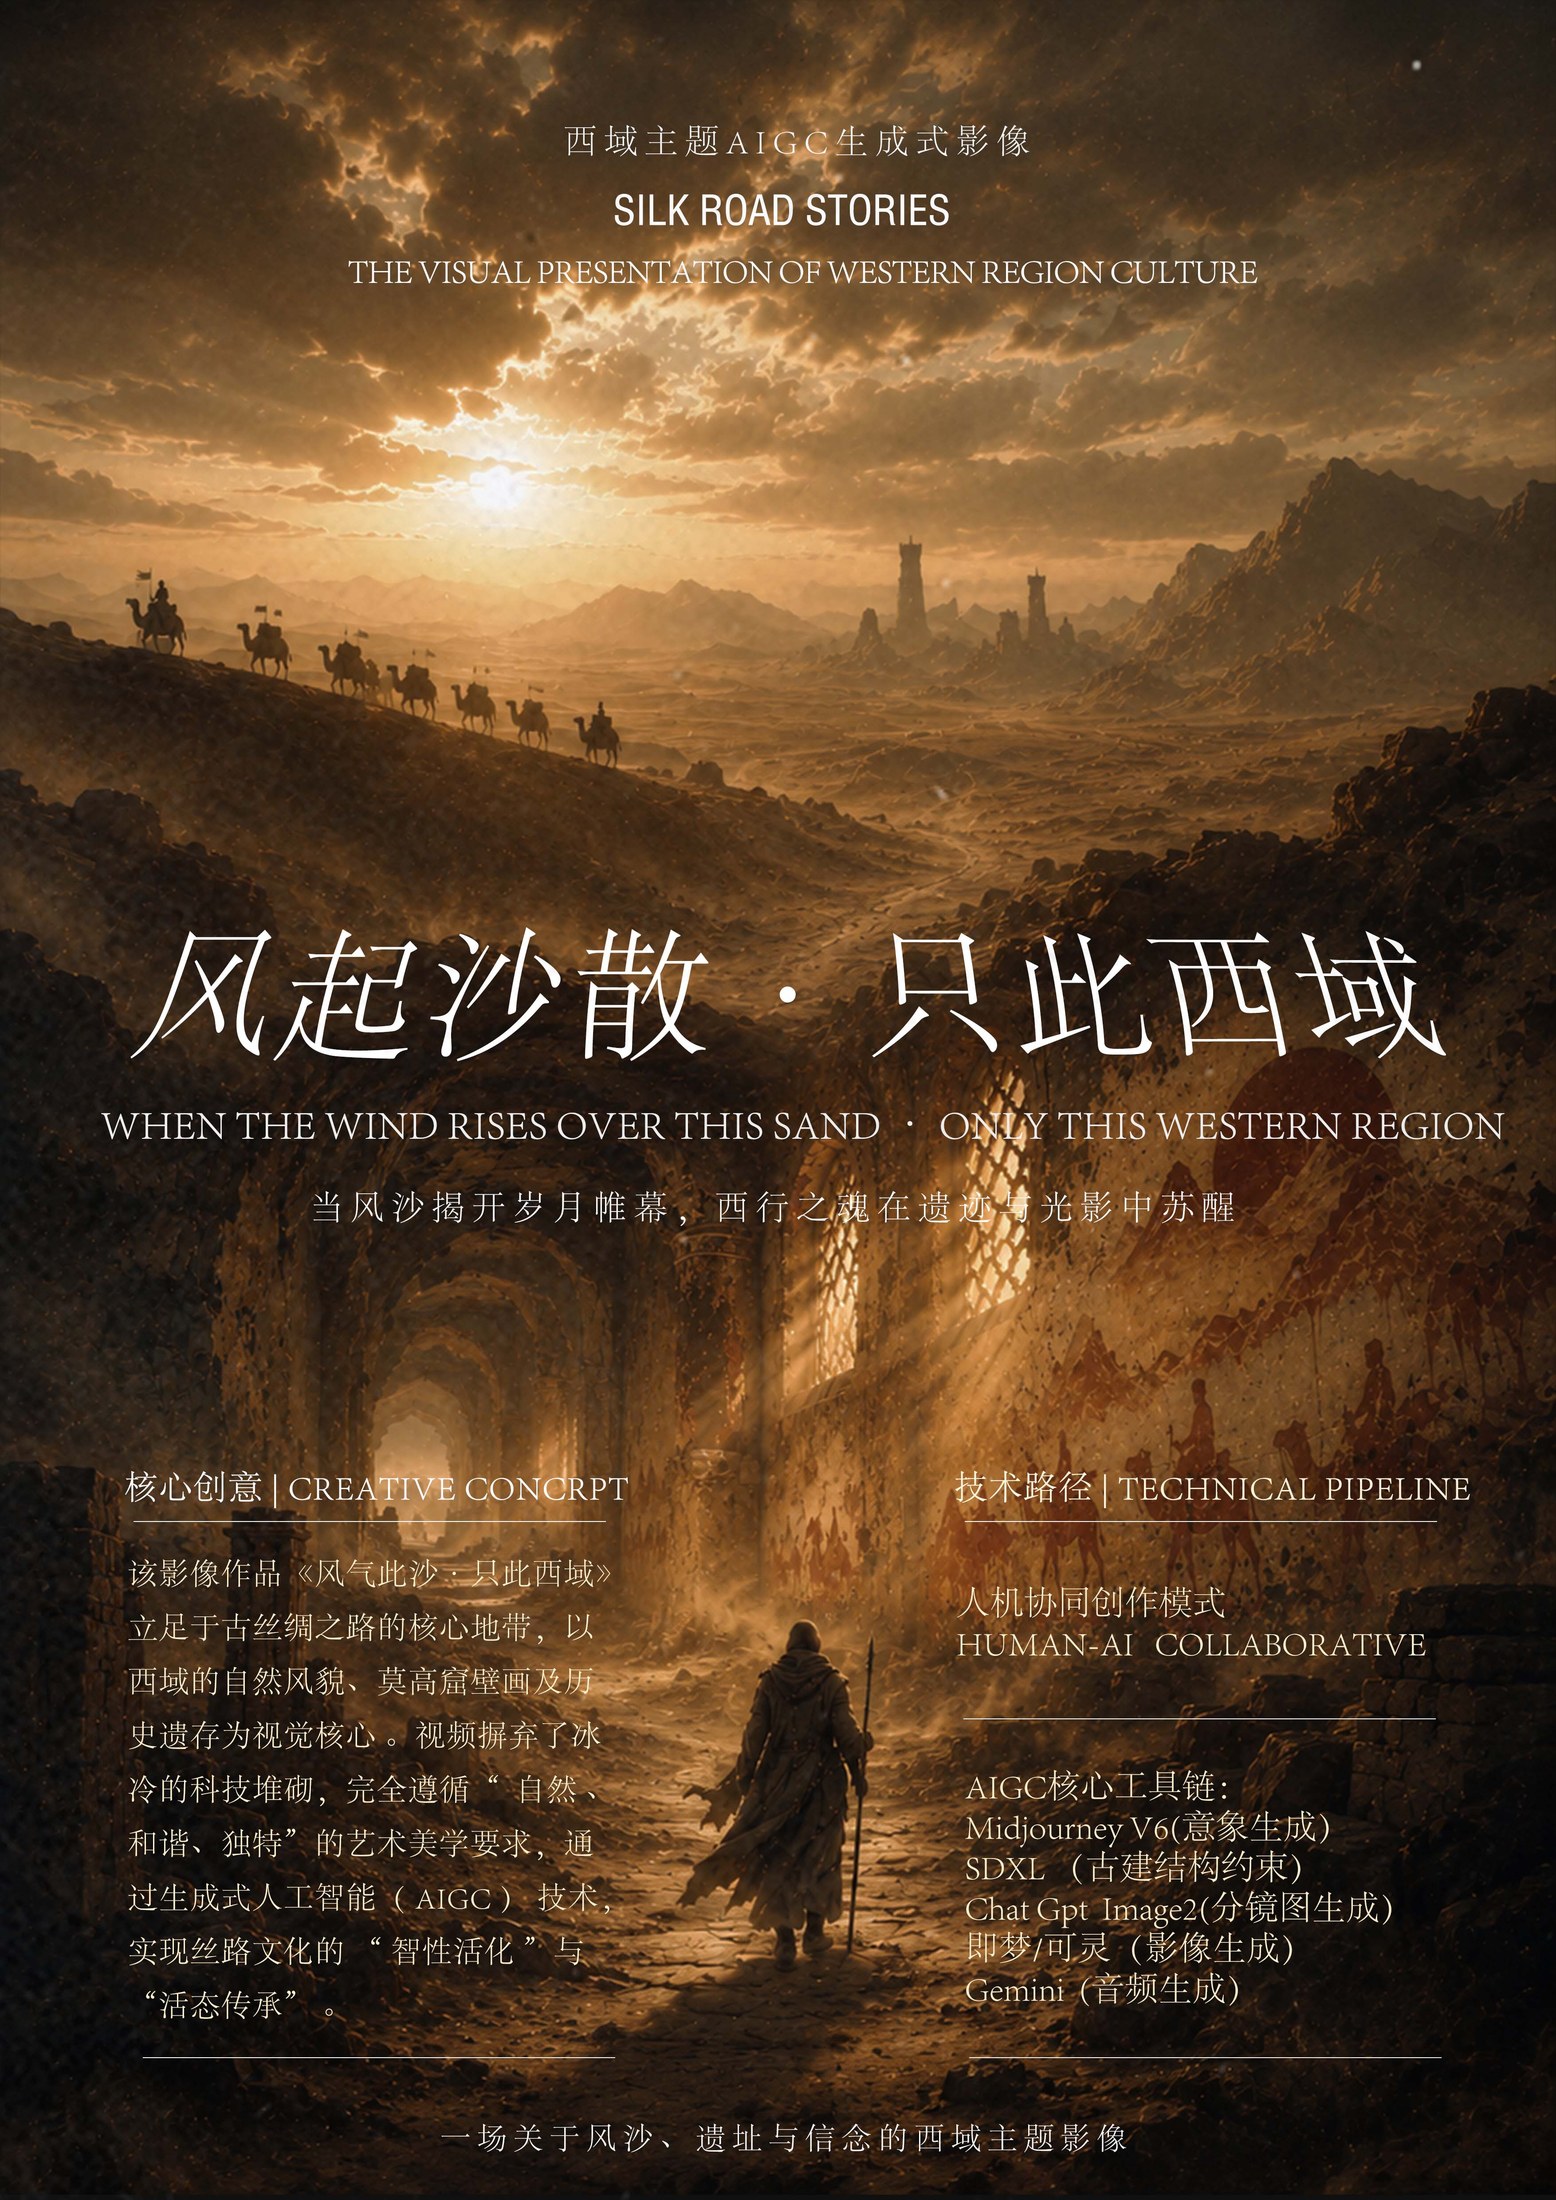 西域主题AIGC生成式影像
SILK ROAD STORIES
THE VISUAL PRESENTATION OF WESTERN REGION CULTURE
风起沙散 · 只此西域
WHEN THE WIND RISES OVER THIS SAND · ONLY THIS WESTERN REGION
当风沙揭开岁月帷幕，西行之魂在遗迹与光影中苏醒
核心创意 | CREATIVE CONCRPT
该影像作品《风气此沙 · 只此西域》
立足于古丝绸之路的核心地带，以
西域的自然风貌、莫高窟壁画及历
史遗存为视觉核心。视频摒弃了冰
冷的科技堆砌，完全遵循“ 自然、
和谐、独特”的艺术美学要求，通
过生成式人工智能（ AIGC ） 技术，
实现丝路文化的 “ 智性活化 ” 与
“活态传承” 。
技术路径 | TECHNICAL PIPELINE
人机协同创作模式
HUMAN-AI COLLABORATIVE
AIGC核心工具链：
Midjourney V6(意象生成)
SDXL （古建结构约束）
Chat Gpt Image2(分镜图生成)
即梦/可灵（影像生成）
Gemini（音频生成）
一场关于风沙、遗址与信念的西域主题影像